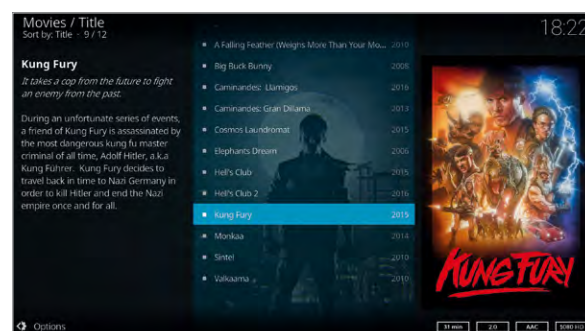 Movies / Title
Sort by: Title - 9 / 12
18:22
Kung Fury
It takes a cop from the future to fight
an enemy from the past.
During an unfortunate series of events,
a friend of Kung Fury is assassinated by
the most dangerous kung fu master
criminal of all time, Adolf Hitler, a.k.a
Kung Führer. Kung Fury decides to
travel back in time to Nazi Germany in
order to kill Hitler and end the Nazi
empire once and for all.
..
A Falling Feather (Weighs More Than Your Mo... 2010
Big Buck Bunny 2008
Caminandes: Llamigos 2016
Caminandes: Gran Dillama 2013
Cosmos Laundromat 2015
Elephants Dream 2006
Hell's Club 2015
Hell's Club 2 2016
Kung Fury 2015
Monkaa 2014
Sintel 2010
Valkaama 2010
KUNG FURY
Options
31 min 2.0 AAC